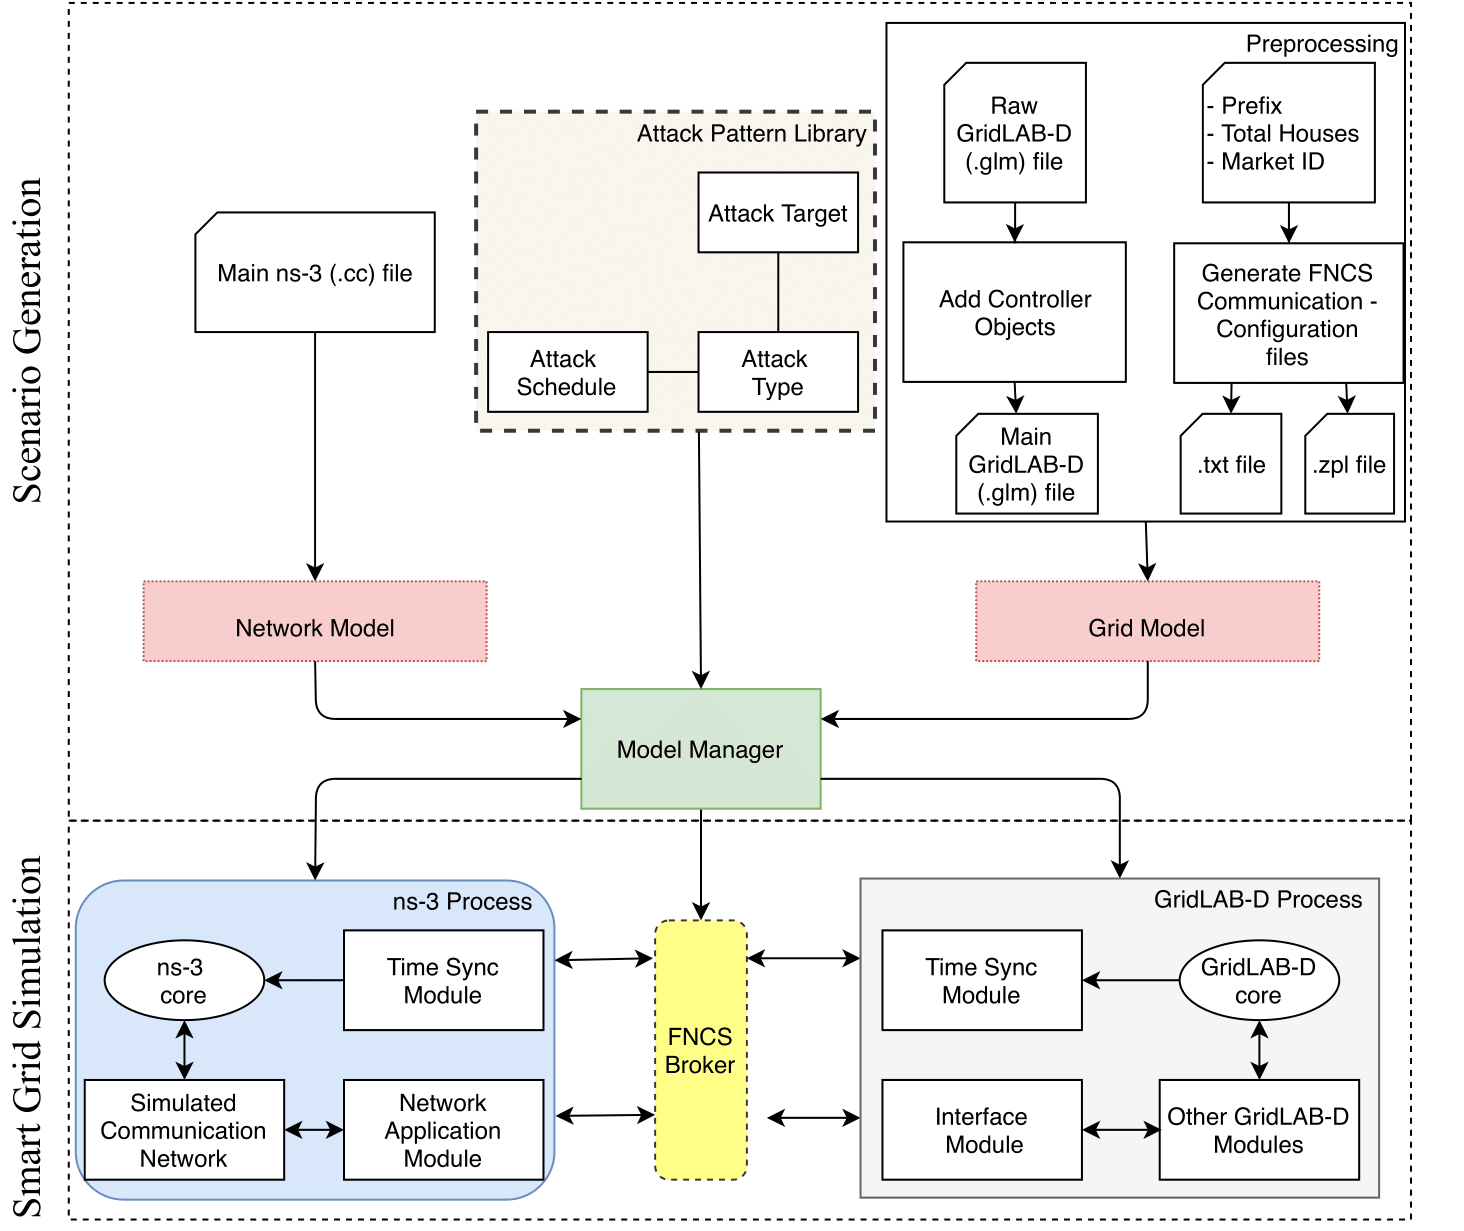 Scenario Generation
Preprocessing
Raw
GridLAB-D
(.glm) file
- Prefix
- Total Houses
- Market ID
Attack Pattern Library
Attack Target
Main ns-3 (.cc) file
Add Controller
Objects
Generate FNCS
Communication -
Configuration
files
Attack
Schedule
Attack
Type
Main
GridLAB-D
(.glm) file
.txt file
.zpl file
Network Model
Grid Model
Model Manager
Smart Grid Simulation
ns-3 Process
ns-3
core
Time Sync
Module
Simulated
Communication
Network
Network
Application
Module
FNCS
Broker
GridLAB-D Process
Time Sync
Module
GridLAB-D
core
Interface
Module
Other GridLAB-D
Modules